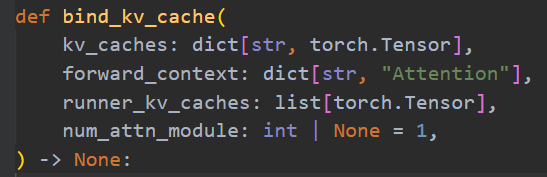 def bind_kv_cache(
    kv_caches: dict[str, torch.Tensor],
    forward_context: dict[str, "Attention"],
    runner_kv_caches: list[torch.Tensor],
    num_attn_module: int | None = 1,
) -> None: